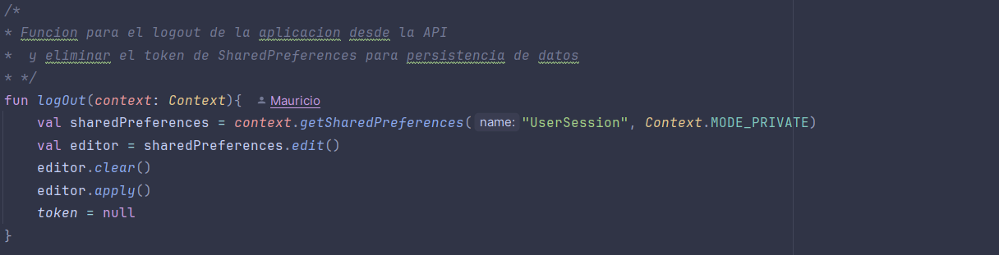 /*
* Funcion para el logout de la aplicacion desde la API
*  y eliminar el token de SharedPreferences para persistencia de datos
* */
fun logOut(context: Context){  Mauricio
    val sharedPreferences = context.getSharedPreferences( name: "UserSession", Context.MODE_PRIVATE)
    val editor = sharedPreferences.edit()
    editor.clear()
    editor.apply()
    token = null
}